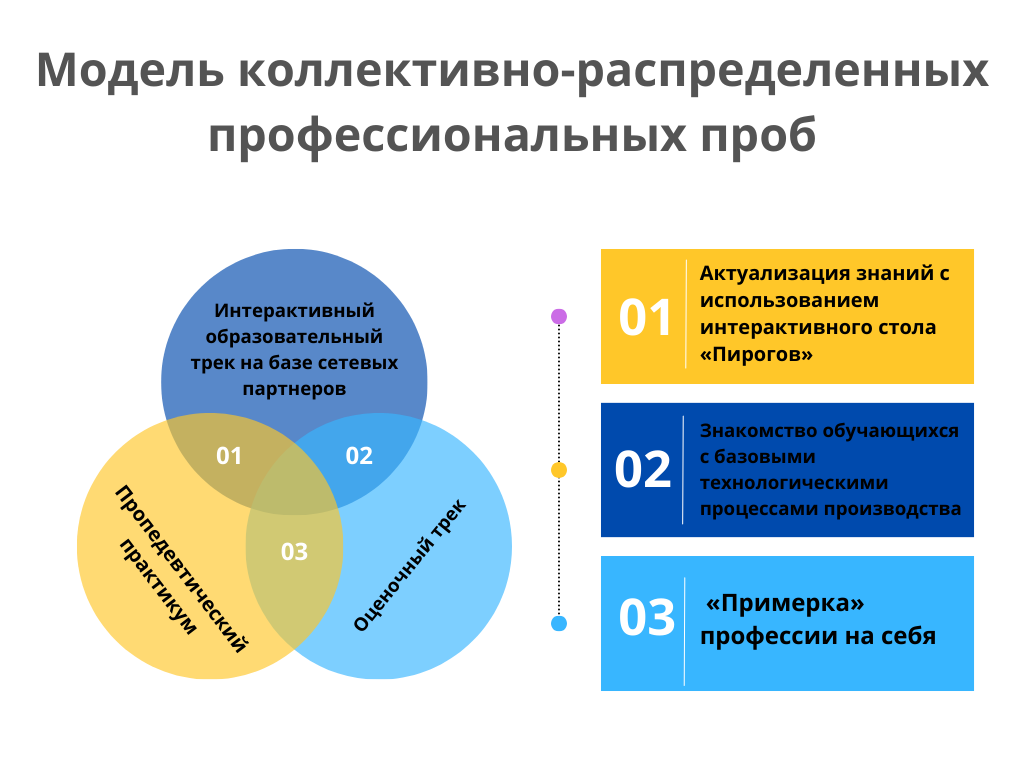 Модель коллективно-распределенных
профессиональных проб
Интерактивный
образовательный
трек на базе сетевых
партнеров
01
02
03
Пропедевтический
практикум
Оценочный трек
01
Актуализация знаний с
использованием
интерактивного стола
«Пирогов»
02
Знакомство обучающихся
с базовыми
технологическими
процессами производства
03
«Примерка»
профессии на себя